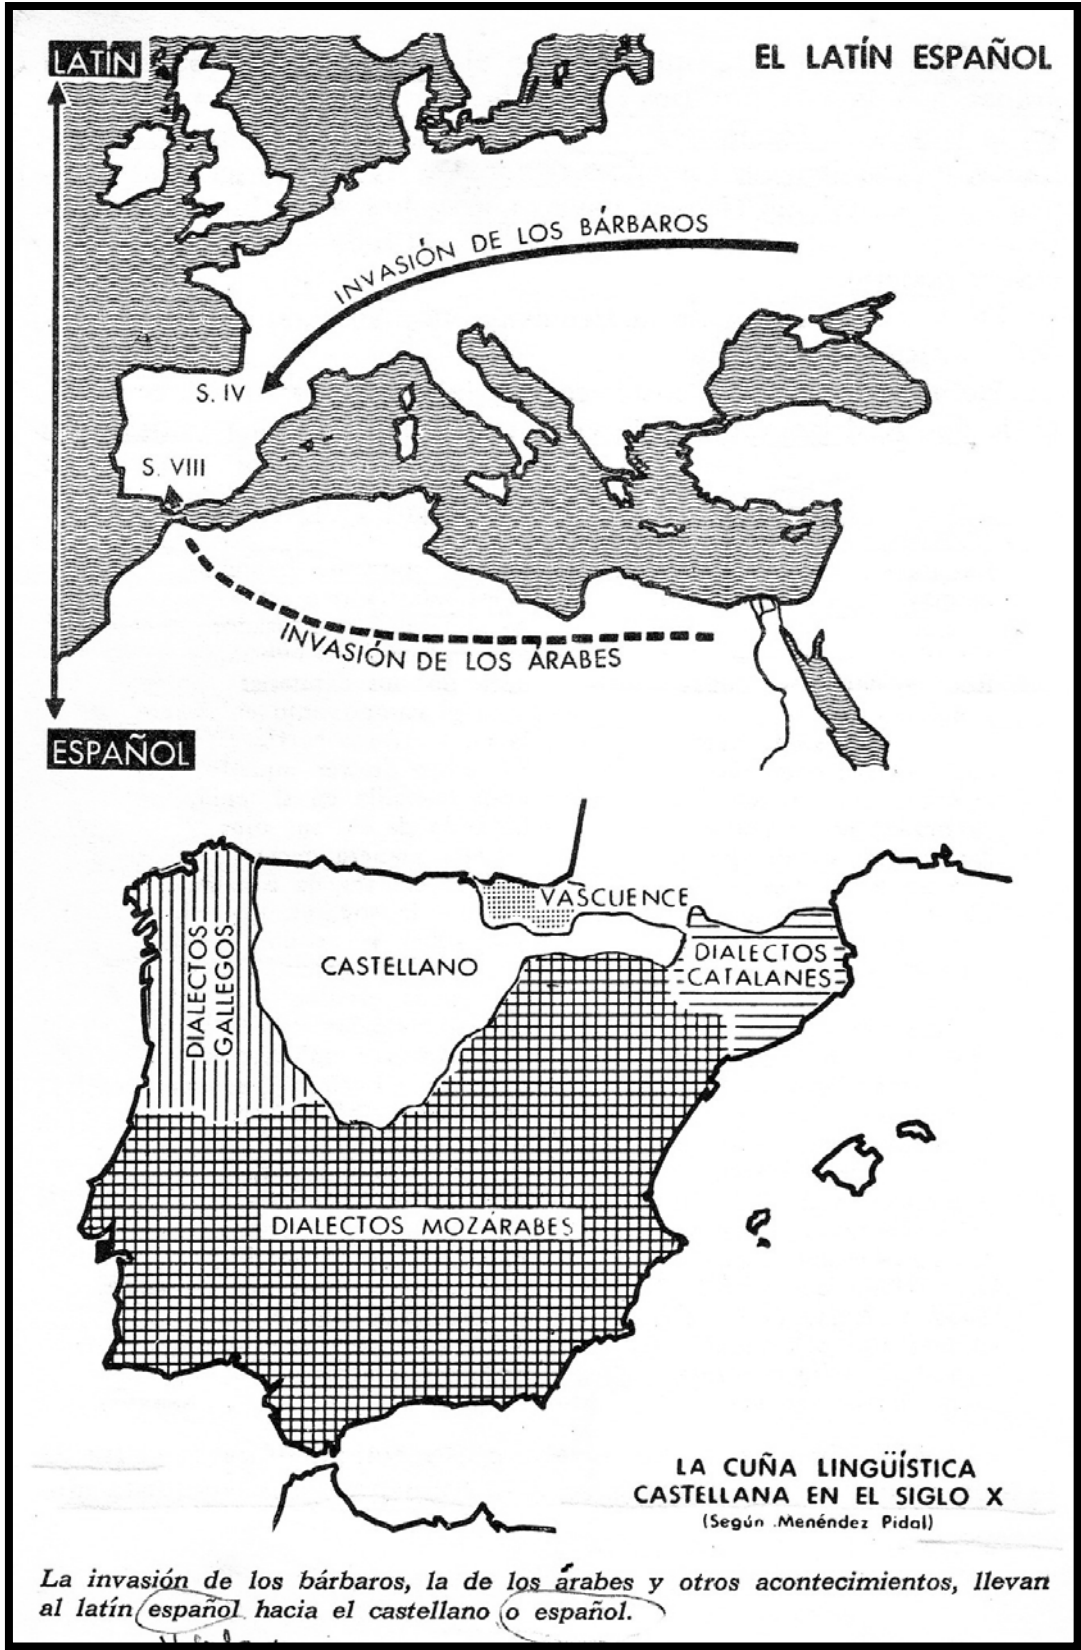 LATÍN
EL LATÍN ESPAÑOL
INVASIÓN DE LOS BÁRBAROS
S. IV
S. VIII
INVASIÓN DE LOS ÁRABES
ESPAÑOL
VASCUENCE
DIALECTOS
GALLEGOS
CASTELLANO
DIALECTOS
CATALANES
DIALECTOS MOZÁRABES
LA CUÑA LINGÜÍSTICA
CASTELLANA EN EL SIGLO X
(Según Menéndez Pidal)
La invasión de los bárbaros, la de los árabes y otros acontecimientos, llevan
al latín español hacia el castellano o español.